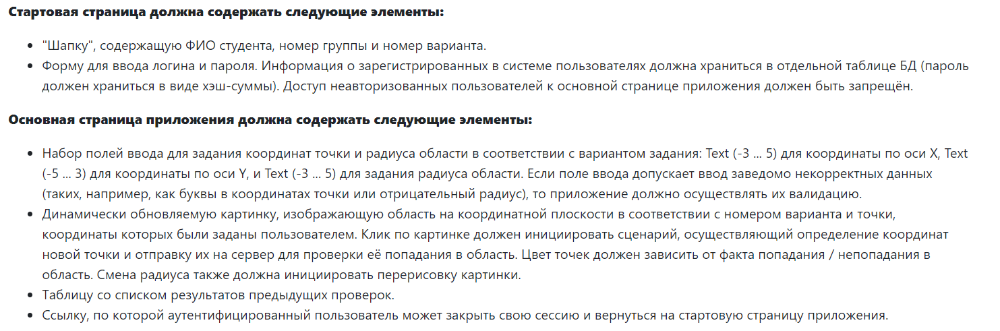 Стартовая страница должна содержать следующие элементы:
"Шапку", содержащую ФИО студента, номер группы и номер варианта.
Форму для ввода логина и пароля. Информация о зарегистрированных в системе пользователях должна храниться в отдельной таблице БД (пароль
должен храниться в виде хэш-суммы). Доступ неавторизованных пользователей к основной странице приложения должен быть запрещён.
Основная страница приложения должна содержать следующие элементы:
Набор полей ввода для задания координат точки и радиуса области в соответствии с вариантом задания: Text (-3 ... 5) для координаты по оси X, Text
(-5 ... 3) для координаты по оси Y, и Text (-3 ... 5) для задания радиуса области. Если поле ввода допускает ввод заведомо некорректных данных
(таких, например, как буквы в координатах точки или отрицательный радиус), то приложение должно осуществлять их валидацию.
Динамически обновляемую картинку, изображающую область на координатной плоскости в соответствии с номером варианта и точки,
координаты которых были заданы пользователем. Клик по картинке должен инициировать сценарий, осуществляющий определение координат
новой точки и отправку их на сервер для проверки её попадания в область. Цвет точек должен зависить от факта попадания / непопадания в
область. Смена радиуса также должна инициировать перерисовку картинки.
Таблицу со списком результатов предыдущих проверок.
Ссылку, по которой аутентифицированный пользователь может закрыть свою сессию и вернуться на стартовую страницу приложения.